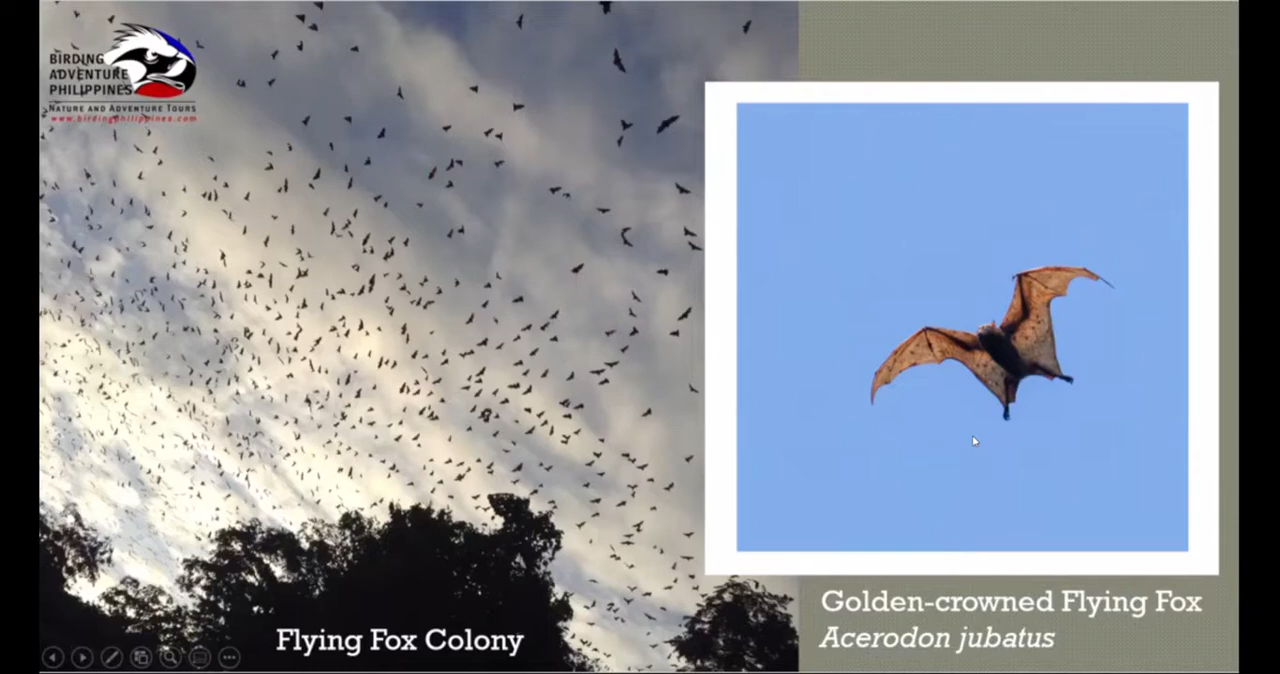 BIRDING
ADVENTURE
PHILIPPINES
NATURE AND ADVENTURE TOURS
www.birdingphilippines.com
Flying Fox Colony
Golden-crowned Flying Fox
Acerodon jubatus